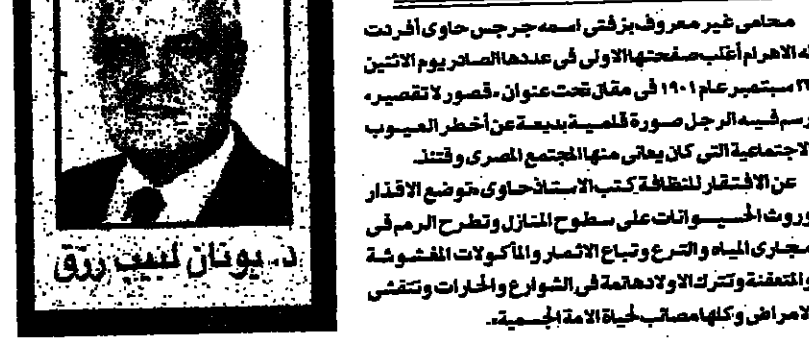 محامى غير معروف بزفتى اسمه جرجس حاوى أفردت
له الاهرام أغلب صفحتها الاولى فى عددها الصادر يوم الاثنين
سبتمبر عام ١٩٠١ فى مقال تحت عنوان «قصور لا تقصير»
رسم فيه الرجل صورة قلمية بديعة عن أخطر العيوب
الاجتماعية التى كان يعانى منها المجتمع المصرى وقتئذ.
عن الافتقار للنظافة كتب الاستاذ حاوى «توضع الاقذار
وروث الحيوانات على سطوح المنازل وتطرح الرمم فى
مجارى المياه والترع وتباع الاثمار والمأكولات المغشوشة
والمتعفنة وتترك الاولاد هائمة فى الشوارع والحارات وتتفشى
الامراض وكلها مصائب لحياة الامة الجسمية».
د. يونان لبيب رزق